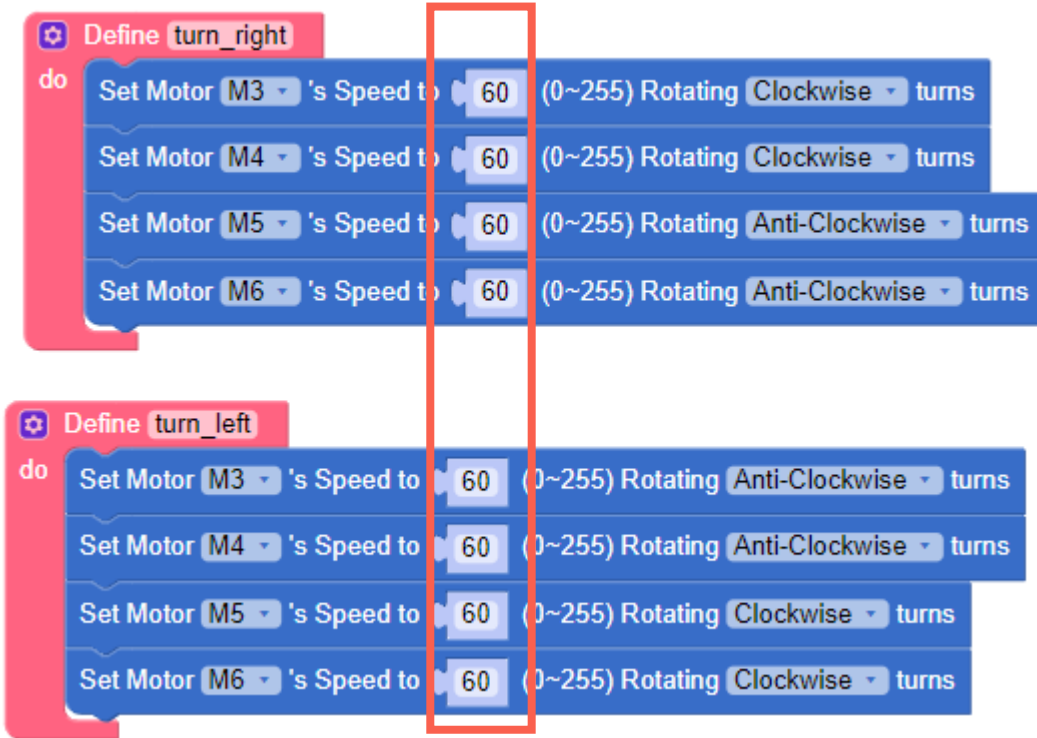 Define turn_right
do Set Motor M3 's Speed to 60 (0~255) Rotating Clockwise turns
Set Motor M4 's Speed to 60 (0~255) Rotating Clockwise turns
Set Motor M5 's Speed to 60 (0~255) Rotating Anti-Clockwise turns
Set Motor M6 's Speed to 60 (0~255) Rotating Anti-Clockwise turns
Define turn_left
do Set Motor M3 's Speed to 60 (0~255) Rotating Anti-Clockwise turns
Set Motor M4 's Speed to 60 (0~255) Rotating Anti-Clockwise turns
Set Motor M5 's Speed to 60 (0~255) Rotating Clockwise turns
Set Motor M6 's Speed to 60 (0~255) Rotating Clockwise turns